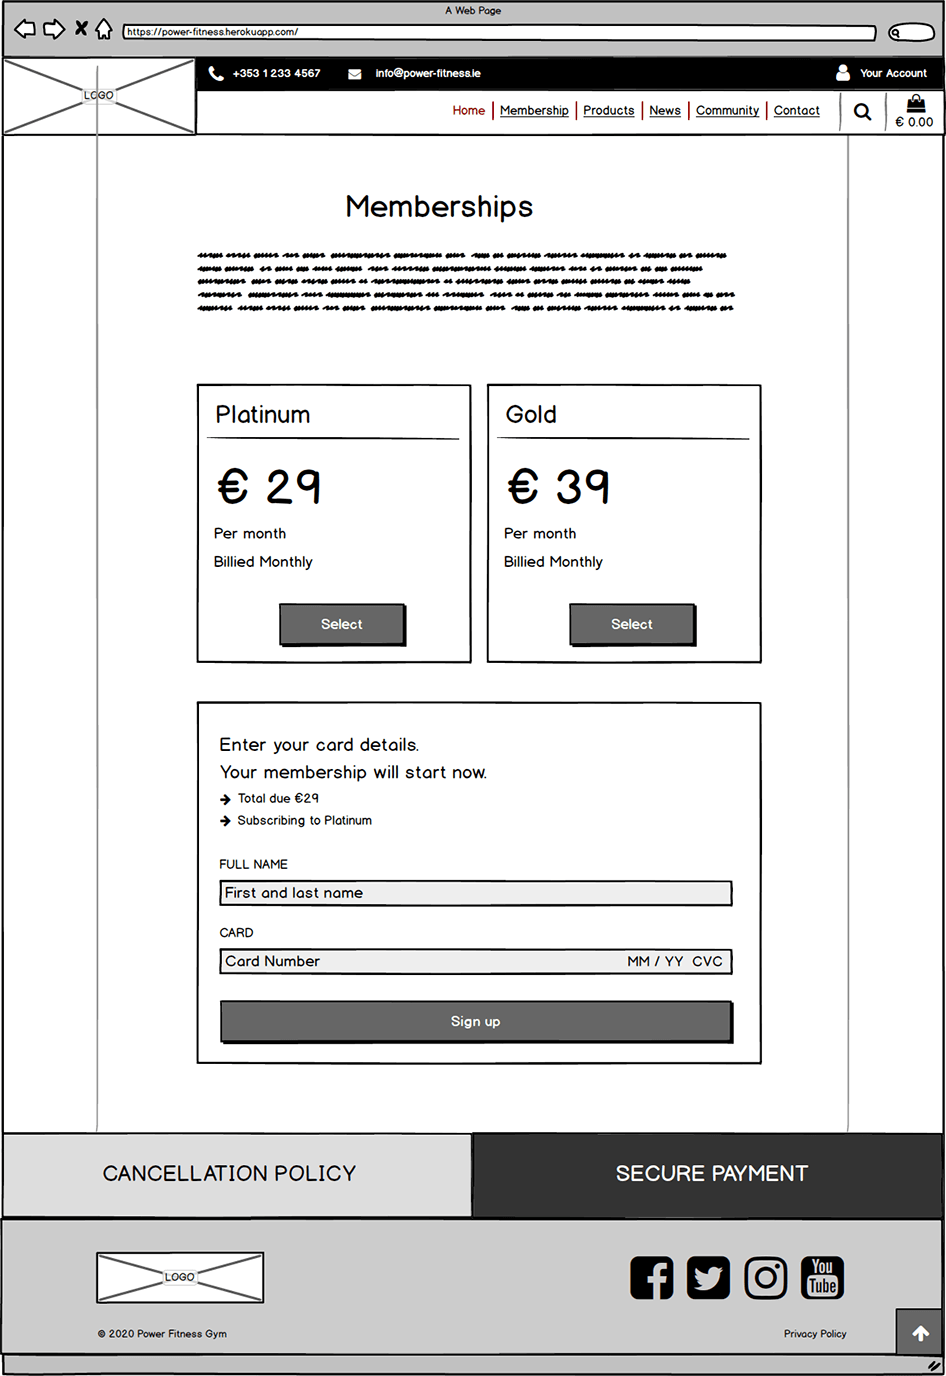 A Web Page
https://power-fitness.herokuapp.com/
LOGO
+353 1 233 4567 info@power-fitness.ie Your Account
Home Membership Products News Community Contact
€ 0.00
Memberships
Platinum
€ 29
Per month
Billied Monthly
Select
Gold
€ 39
Per month
Billied Monthly
Select
Enter your card details.
Your membership will start now.
Total due €29
Subscribing to Platinum
FULL NAME
First and last name
CARD
Card Number MM / YY CVC
Sign up
CANCELLATION POLICY
SECURE PAYMENT
LOGO
You
Tube
© 2020 Power Fitness Gym
Privacy Policy